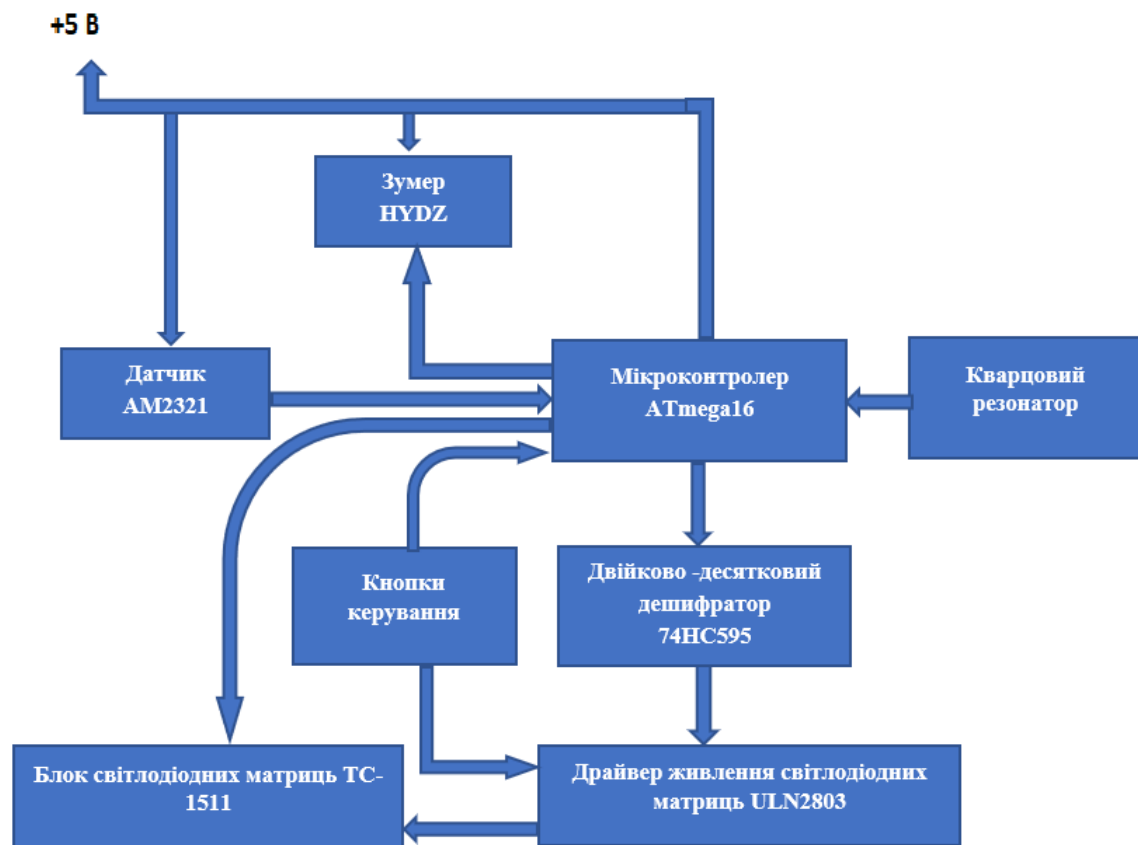 +5 В
Зумер
HYDZ
Датчик
AM2321
Мікроконтролер
ATmega16
Кварцовий
резонатор
Кнопки
керування
Двійково -десятковий
дешифратор
74HC595
Блок світлодіодних матриць TC-
1511
Драйвер живлення світлодіодних
матриць ULN2803